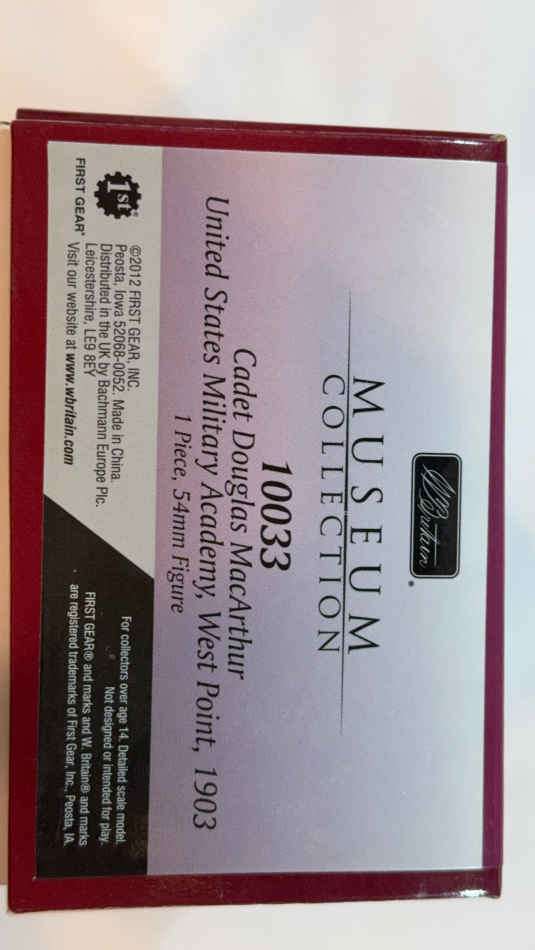 W.Britain®
MUSEUM
COLLECTION
10033
Cadet Douglas MacArthur
United States Military Academy, West Point, 1903
1 Piece, 54mm Figure
1st®
FIRST GEAR®
©2012 FIRST GEAR, INC.
Peosta, Iowa 52068-0052. Made in China.
Distributed in the UK by Bachmann Europe Plc.
Leicestershire, LE9 8EY
Visit our website at www.wbritain.com
For collectors over age 14. Detailed scale model.
Not designed or intended for play.
FIRST GEAR® and marks and W. Britain® and marks
are registered trademarks of First Gear, Inc., Peosta, IA.